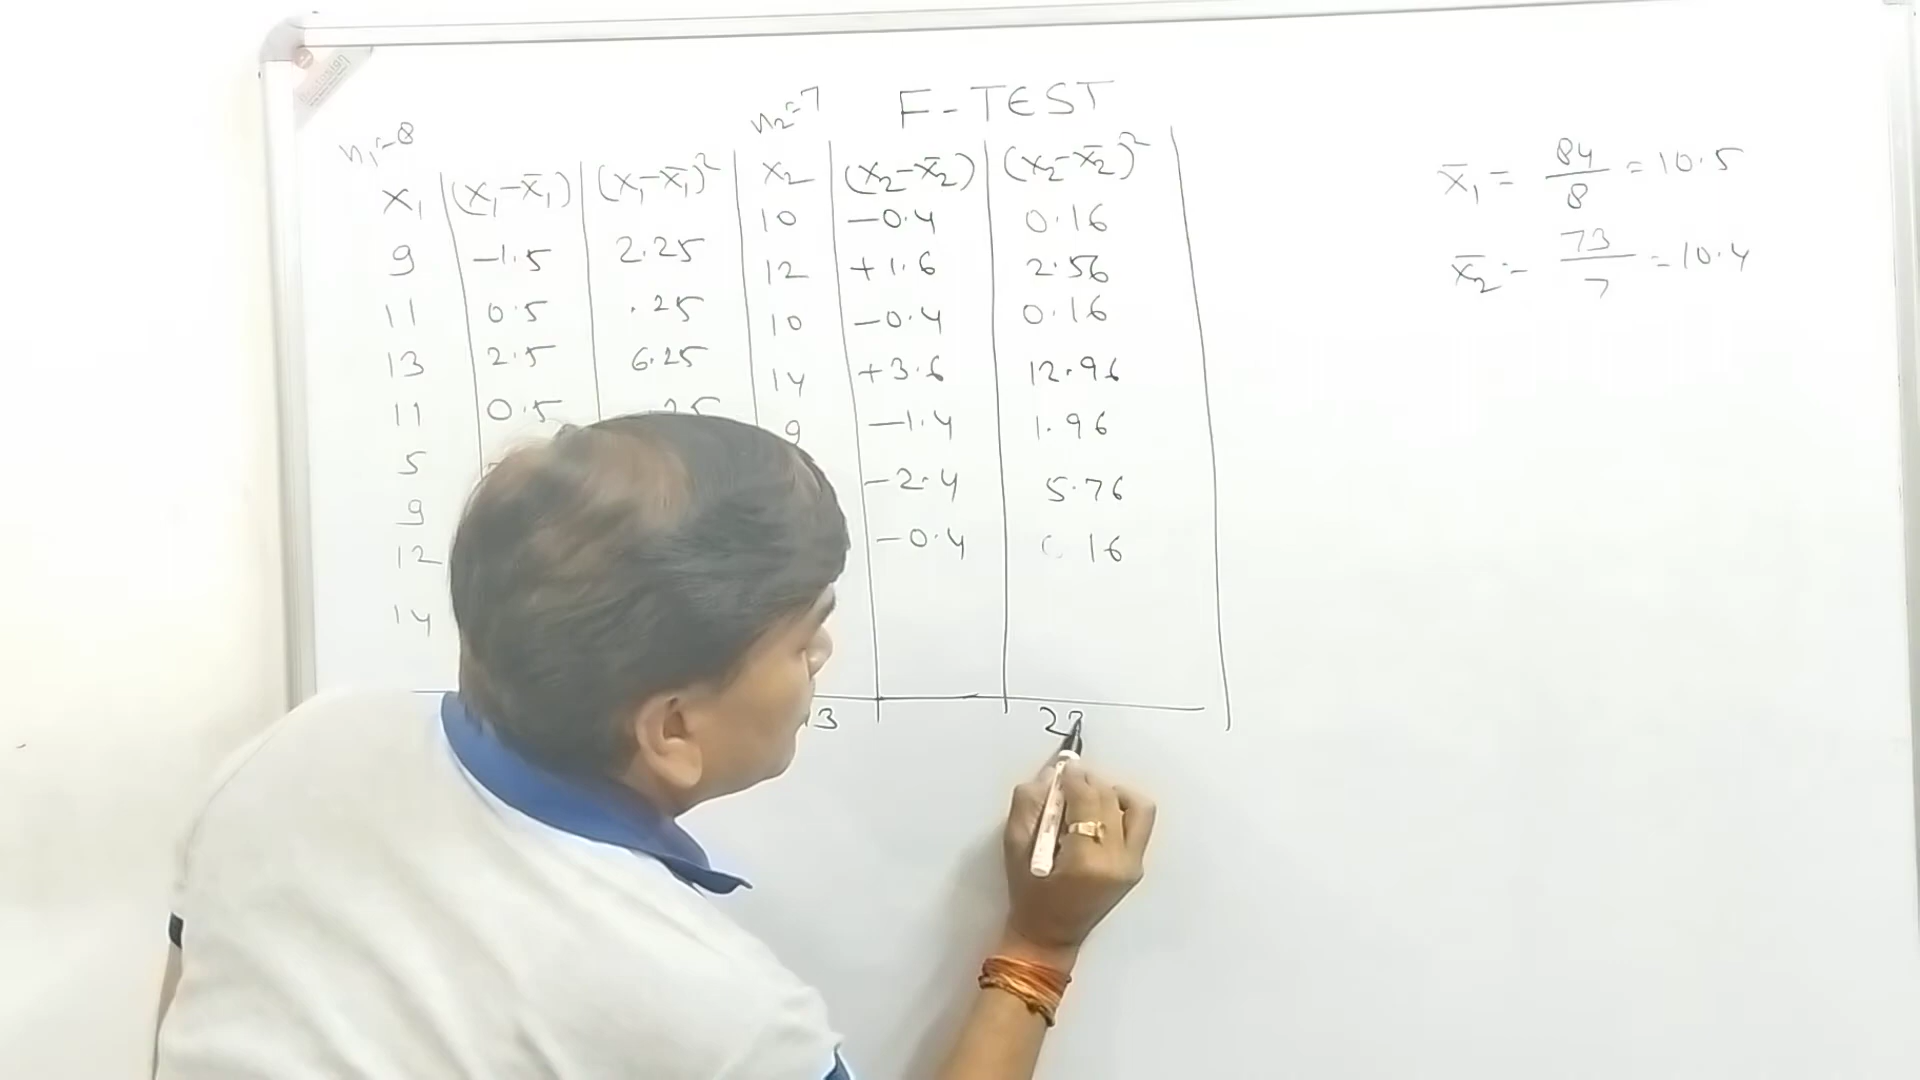 F-TEST
n₁=8
n₂=7
x₁ | (x₁-x̄₁) | (x₁-x̄₁)² | x₂ | (x₂-x̄₂) | (x₂-x̄₂)²
9 | -1.5 | 2.25 | 10 | -0.4 | 0.16
11 | 0.5 | .25 | 12 | +1.6 | 2.56
13 | 2.5 | 6.25 | 10 | -0.4 | 0.16
11 | 0.5 | 14 | +3.6 | 12.96
5 | 9 | -1.4 | 1.96
9 | -2.4 | 5.76
12 | -0.4 | 16
14
3 | 23
x̄₁ = 84/8 = 10.5
x̄₂ = 73/7 = 10.4